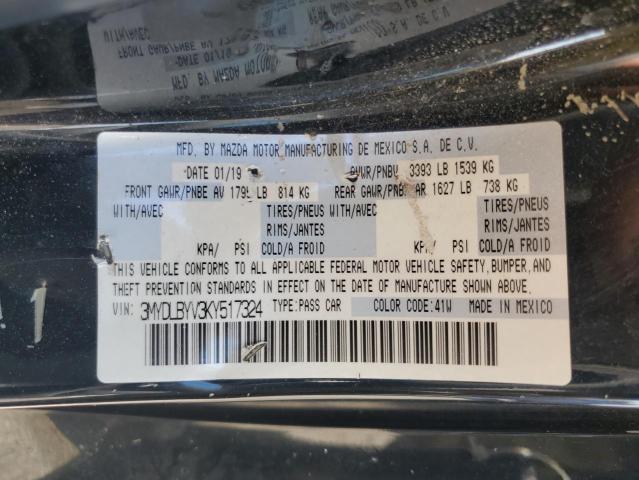 MFD. BY MAZDA MOTOR MANUFACTURING DE MEXICO S.A. DE C.V.
DATE 01/19 GVWR/PNBV 3393 LB 1539 KG
FRONT GAWR/PNBE AV 1795 LB 814 KG REAR GAWR/PNBE AR 1627 LB 738 KG
WITH/AVEC TIRES/PNEUS WITH/AVEC TIRES/PNEUS
RIMS/JANTES RIMS/JANTES
KPA/ PSI COLD/A FROID KPA/ PSI COLD/A FROID
THIS VEHICLE CONFORMS TO ALL APPLICABLE FEDERAL MOTOR VEHICLE SAFETY, BUMPER, AND
THEFT PREVENTION STANDARDS IN EFFECT ON THE DATE OF MANUFACTURE SHOWN ABOVE.
VIN: 3MYDLBYV3KY517324 TYPE:PASS CAR COLOR CODE:41W MADE IN MEXICO